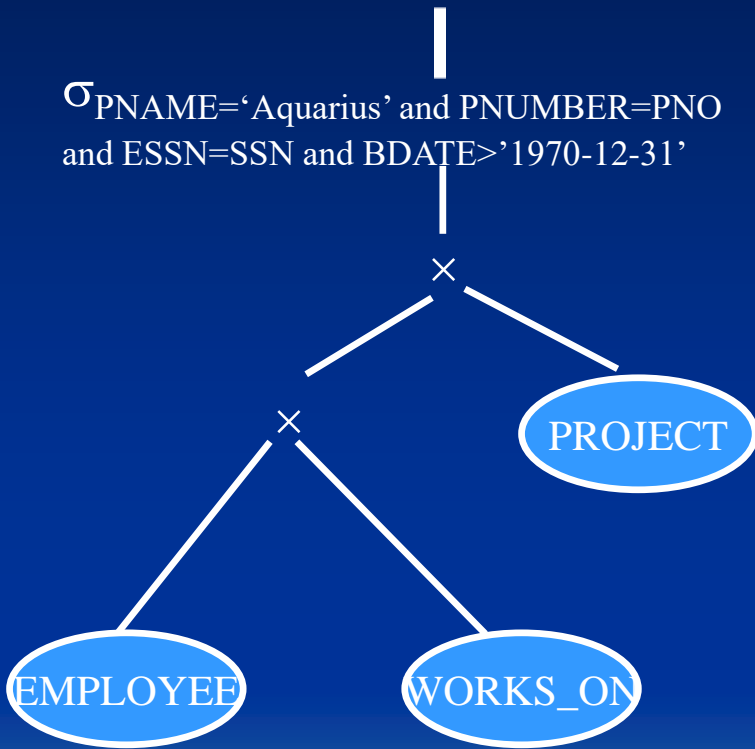 σPNAME=‘Aquarius’ and PNUMBER=PNO
and ESSN=SSN and BDATE>’1970-12-31’
×
×
PROJECT
EMPLOYEE
WORKS_ON